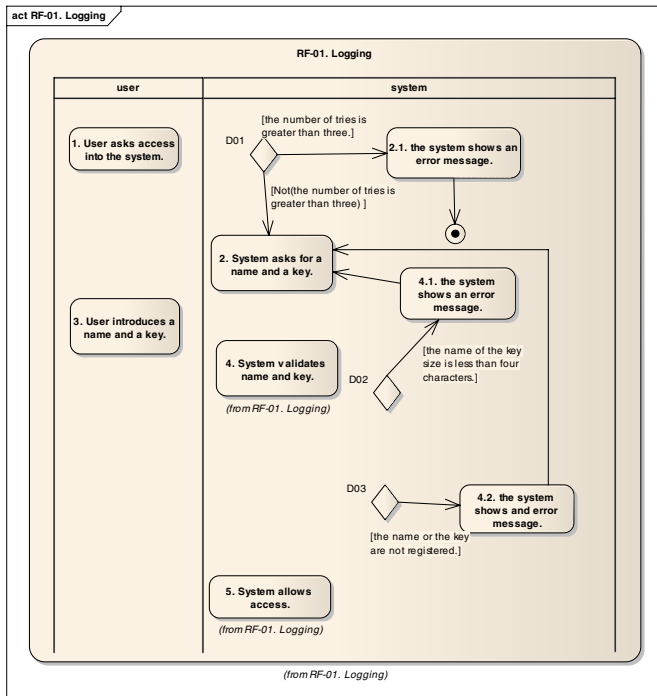 act RF-01. Logging
RF-01. Logging
user
system
[the number of tries is
greater than three.]
D01
1. User asks access
into the system.
2.1. the system shows an
error message.
[Not(the number of tries is
greater than three) ]
2. System asks for a
name and a key.
4.1. the system
shows an error
message.
3. User introduces a
name and a key.
[the name of the key
size is less than four
characters.]
4. System validates
name and key.
D02
(from RF-01. Logging)
D03
4.2. the system
shows and error
message.
[the name or the key
are not registered.]
5. System allows
access.
(from RF-01. Logging)
(from RF-01. Logging)